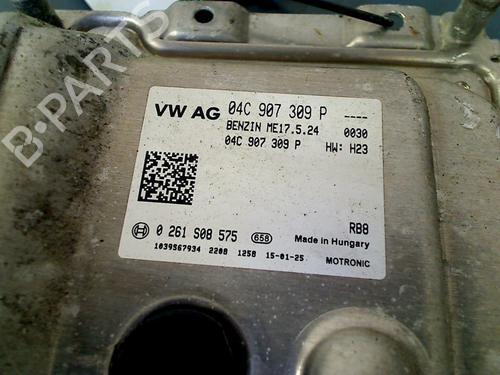 VW AG 04C 907 309 P ----
BENZIN ME17.5.24 0030
04C 907 309 P HW: H23
0 261 S08 575 658 RB8
Made in Hungary
1039S67934 2208 1258 15-01-25 MOTRONIC
B-PARTS